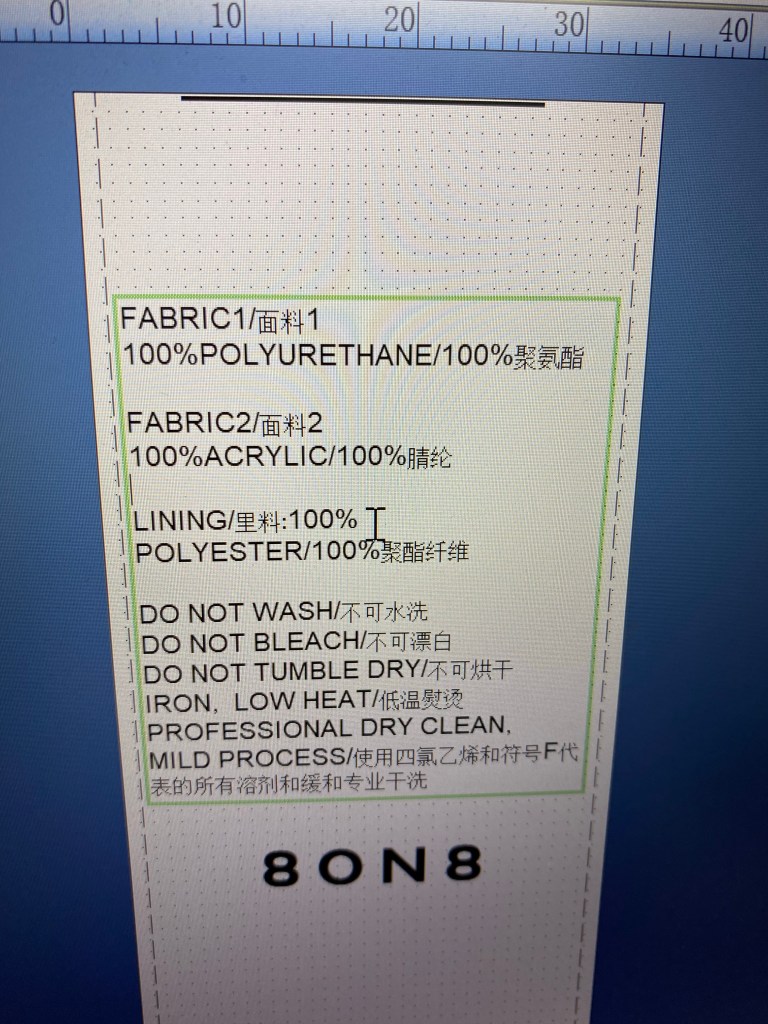 0 10 20 30 40
FABRIC1/面料1
100%POLYURETHANE/100%聚氨酯
FABRIC2/面料2
100%ACRYLIC/100%腈纶
LINING/里料:100%
POLYESTER/100%聚酯纤维
DO NOT WASH/不可水洗
DO NOT BLEACH/不可漂白
DO NOT TUMBLE DRY/不可烘干
IRON, LOW HEAT/低温熨烫
PROFESSIONAL DRY CLEAN,
MILD PROCESS/使用四氯乙烯和符号F代
表的所有溶剂和缓和专业干洗
8ON8